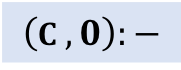 (C , 0): −